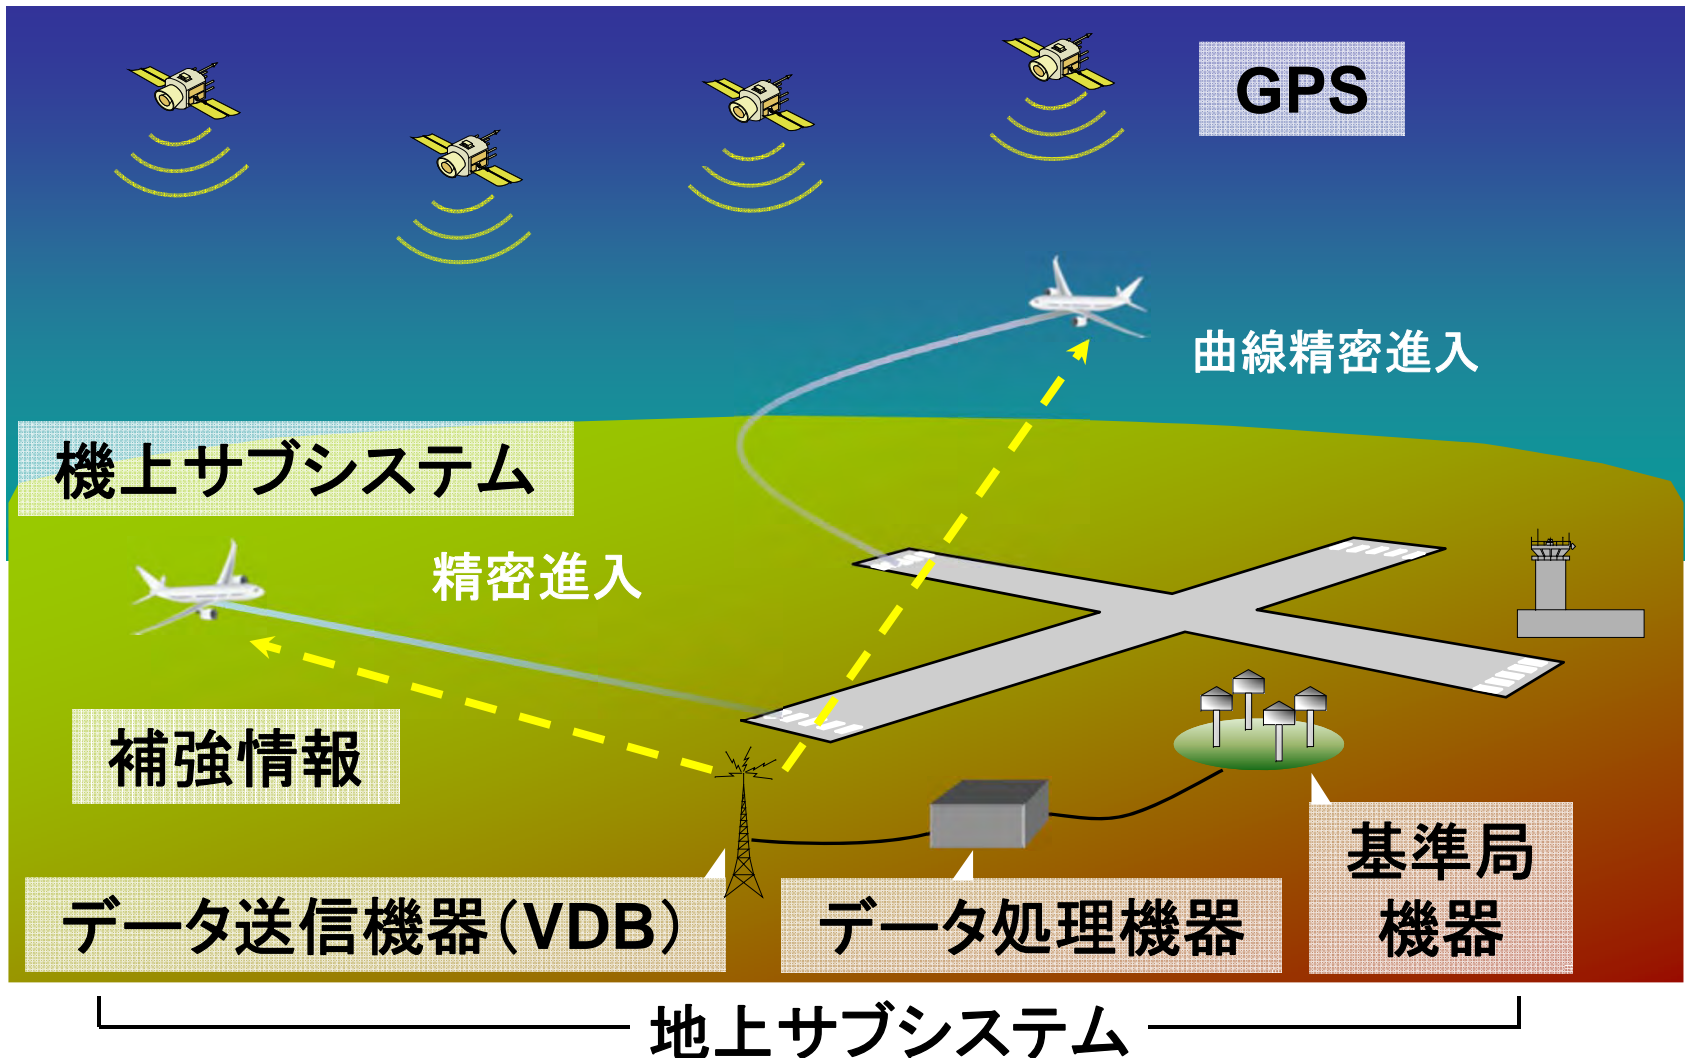 GPS
曲線精密進入
機上サブシステム
精密進入
補強情報
基準局
機器
データ送信機器(VDB)
データ処理機器
地上サブシステム